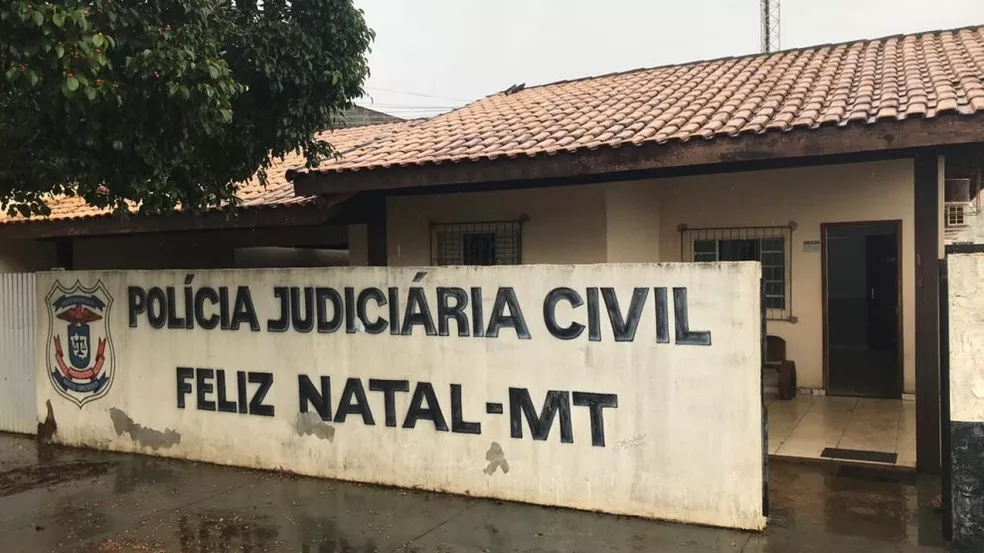 POLÍCIA JUDICIÁRIA CIVIL
FELIZ NATAL-MT